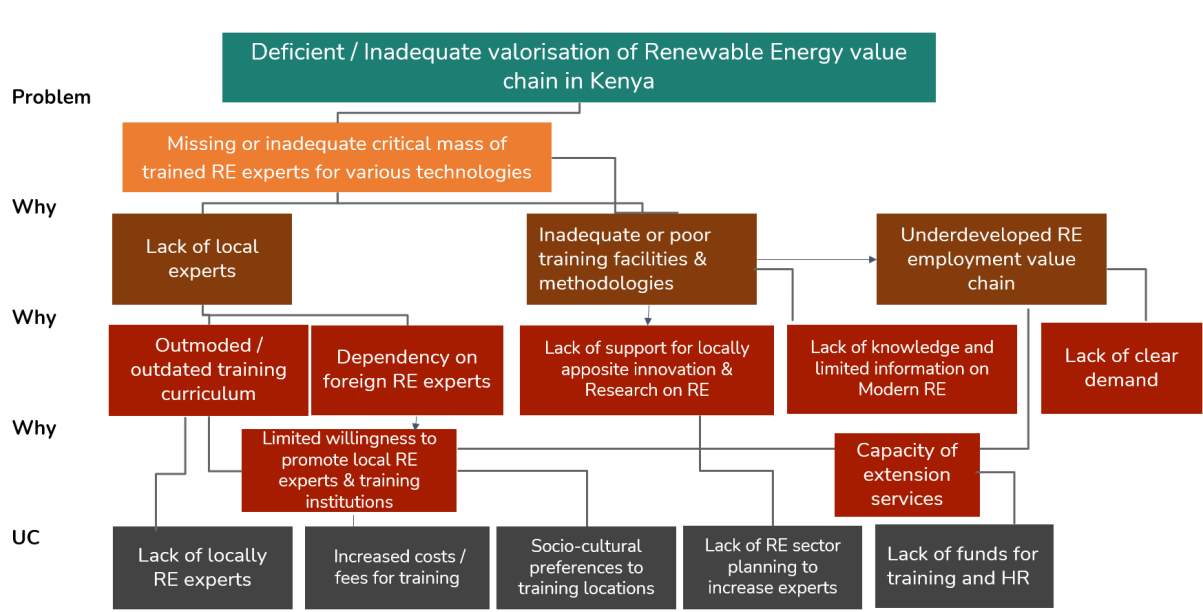 Deficient / Inadequate valorisation of Renewable Energy value
chain in Kenya
Problem
Missing or inadequate critical mass of
trained RE experts for various technologies
Why
Lack of local
experts
Inadequate or poor
training facilities &
methodologies
Underdeveloped RE
employment value
chain
Why
Outmoded /
outdated training
curriculum
Dependency on
foreign RE experts
Lack of support for locally
apposite innovation &
Research on RE
Lack of knowledge and
limited information on
Modern RE
Lack of clear
demand
Why
Limited willingness to
promote local RE
experts & training
institutions
Capacity of
extension
services
UC
Lack of locally
RE experts
Increased costs /
fees for training
Socio-cultural
preferences to
training locations
Lack of RE sector
planning to
increase experts
Lack of funds for
training and HR